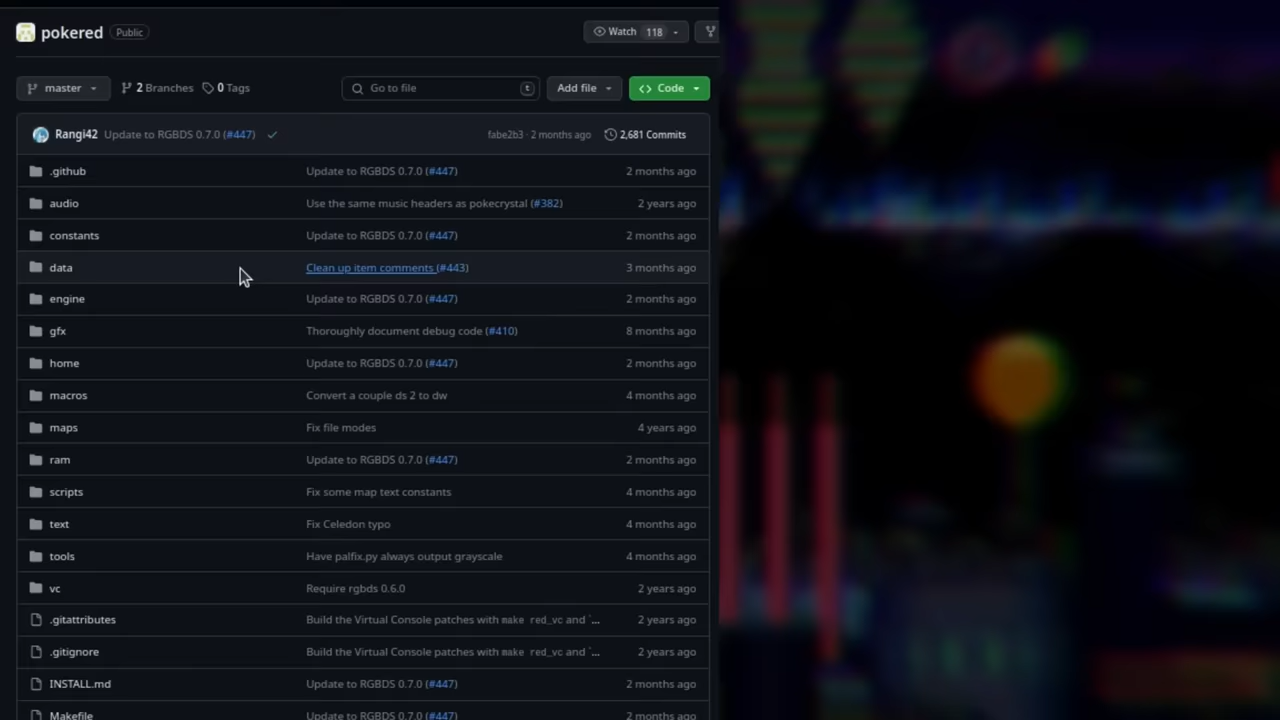 pokered Public Watch 118
master 2 Branches 0 Tags Go to file t Add file Code
Rangi42 Update to RGBDS 0.7.0 (#447) fabe2b3 · 2 months ago 2,681 Commits
.github Update to RGBDS 0.7.0 (#447) 2 months ago
audio Use the same music headers as pokecrystal (#382) 2 years ago
constants Update to RGBDS 0.7.0 (#447) 2 months ago
data Clean up item comments (#443) 3 months ago
engine Update to RGBDS 0.7.0 (#447) 2 months ago
gfx Thoroughly document debug code (#410) 8 months ago
home Update to RGBDS 0.7.0 (#447) 2 months ago
macros Convert a couple ds 2 to dw 4 months ago
maps Fix file modes 4 years ago
ram Update to RGBDS 0.7.0 (#447) 2 months ago
scripts Fix some map text constants 4 months ago
text Fix Celedon typo 4 months ago
tools Have palfix.py always output grayscale 4 months ago
vc Require rgbds 0.6.0 2 years ago
.gitattributes Build the Virtual Console patches with make red_vc and `... 2 years ago
.gitignore Build the Virtual Console patches with make red_vc and `... 2 years ago
INSTALL.md Update to RGBDS 0.7.0 (#447) 2 months ago
Makefile Update to RGBDS 0.7.0 (#447) 2 months ago